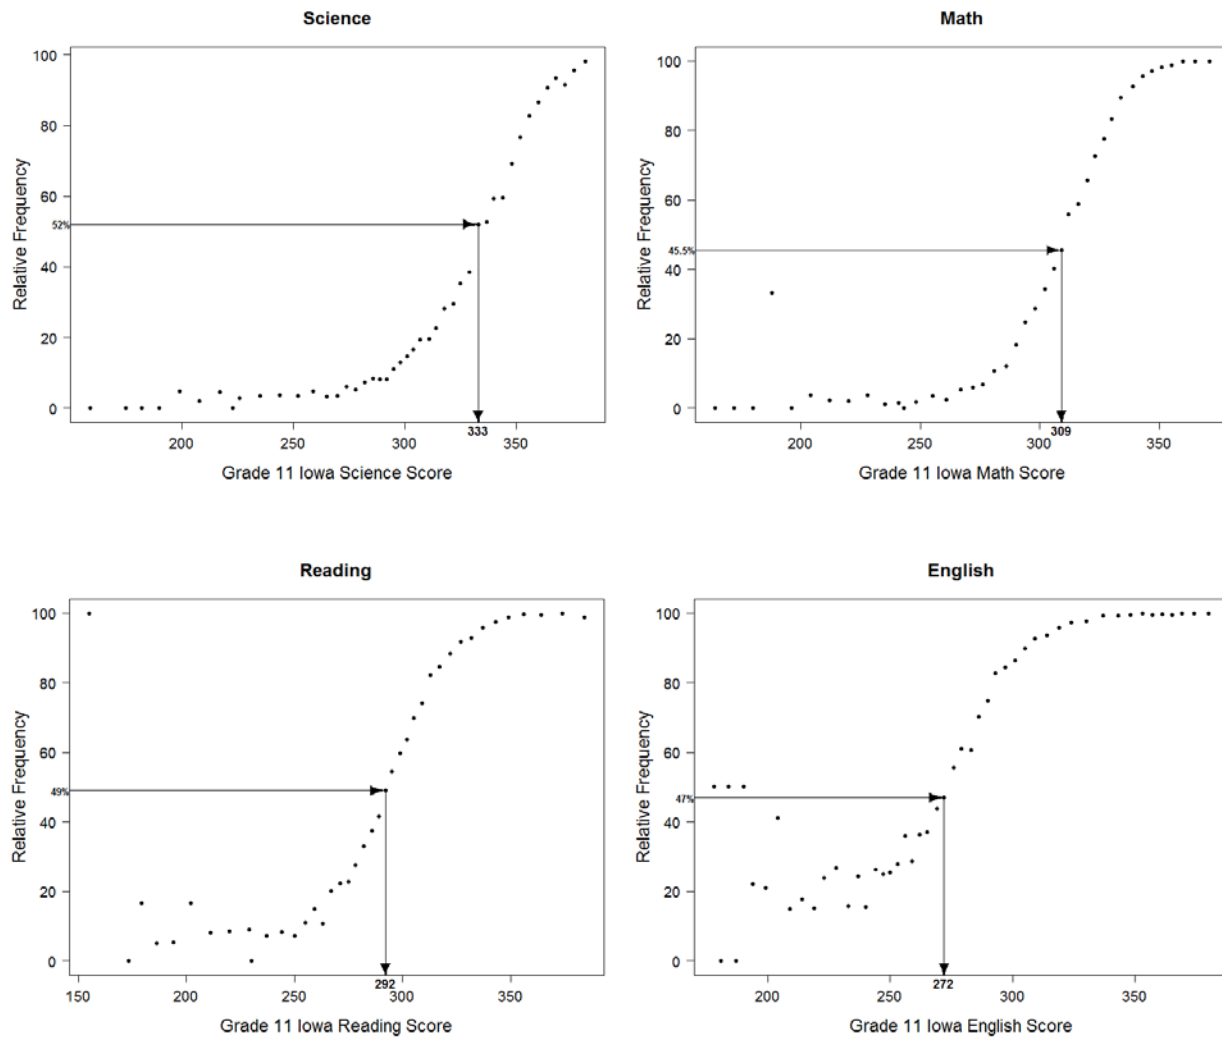 Science
100
80
60
52%
40
20
0
333
200 250 300 350
Relative Frequency
Grade 11 Iowa Science Score
Math
100
80
60
45.5%
40
20
0
309
200 250 300 350
Relative Frequency
Grade 11 Iowa Math Score
Reading
100
80
60
49%
40
20
0
292
150 200 250 300 350
Relative Frequency
Grade 11 Iowa Reading Score
English
100
80
60
47%
40
20
0
272
200 250 300 350
Relative Frequency
Grade 11 Iowa English Score